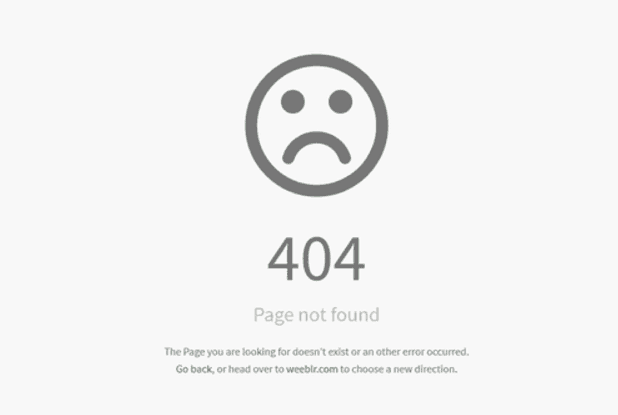 404
Page not found
The Page you are looking for doesn't exist or an other error occurred.
Go back, or head over to weeblr.com to choose a new direction.